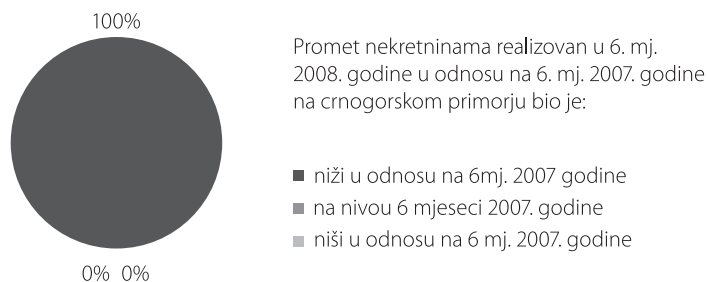 100%
Promet nekretninama realizovan u 6. mj.
2008. godine u odnosu na 6. mj. 2007. godine
na crnogorskom primorju bio je:
niži u odnosu na 6mj. 2007 godine
na nivou 6 mjeseci 2007. godine
niši u odnosu na 6 mj. 2007. godine
0% 0%